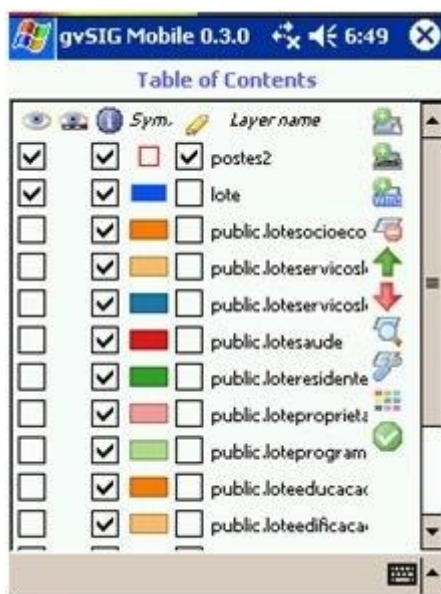 gvSIG Mobile 0.3.0 6:49
Table of Contents
Sym. Layer name
postes2
lote
public.lotesocioeco
public.loteservicosl
public.loteservicosl
public.lotesaude
public.loteresidente
public.loteproprieta
public.loteprogram
public.loteeducacac
public.loteedificaca